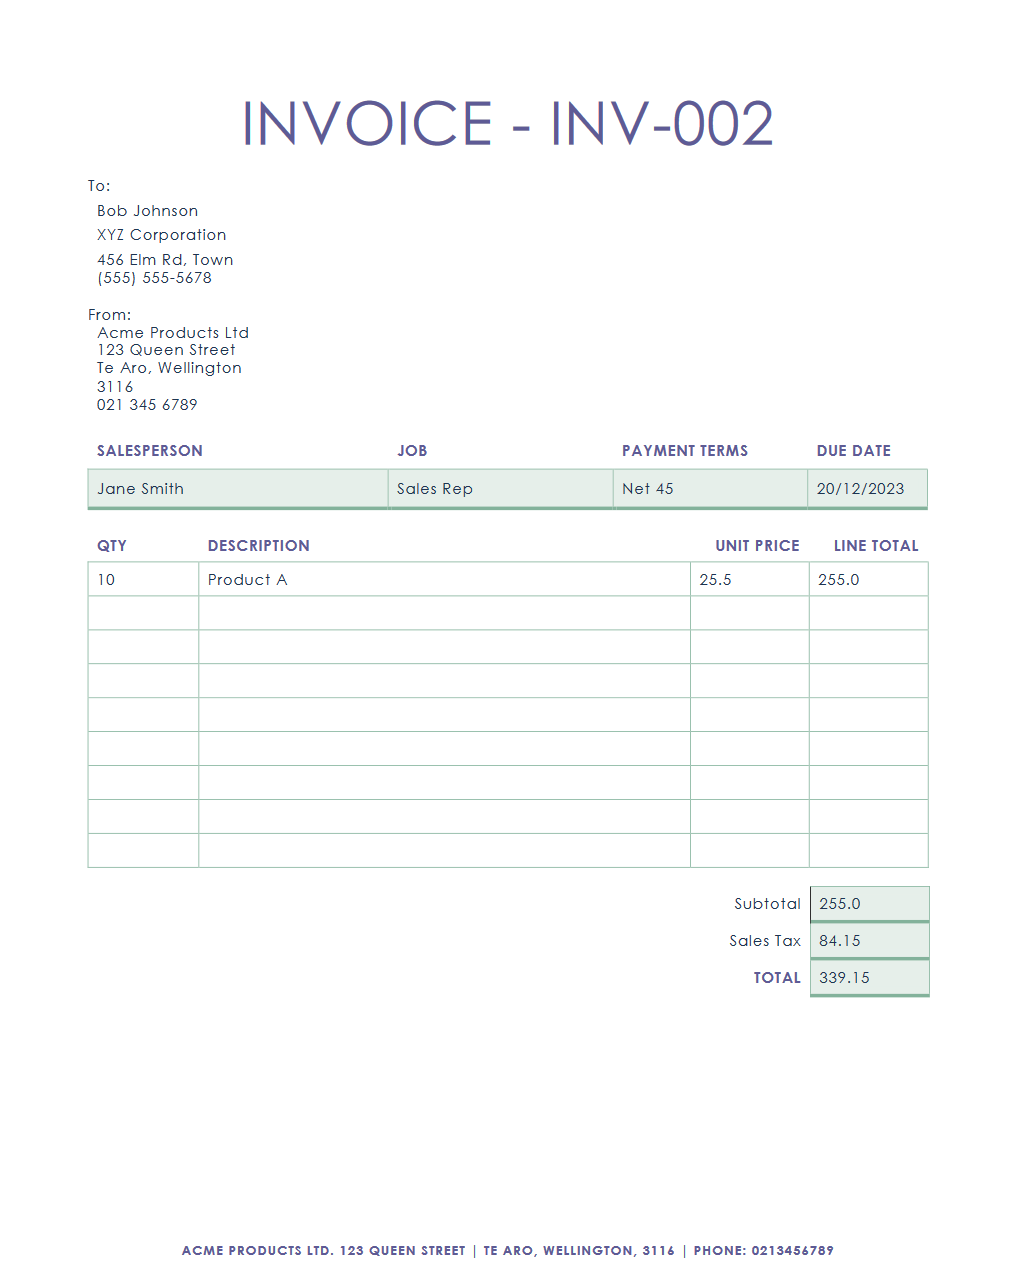 INVOICE - INV-002
To:
Bob Johnson
XYZ Corporation
456 Elm Rd, Town
(555) 555-5678
From:
Acme Products Ltd
123 Queen Street
Te Aro, Wellington
3116
021 345 6789
SALESPERSON JOB PAYMENT TERMS DUE DATE
Jane Smith Sales Rep Net 45 20/12/2023
QTY DESCRIPTION UNIT PRICE LINE TOTAL
10 Product A 25.5 255.0
Subtotal 255.0
Sales Tax 84.15
TOTAL 339.15
ACME PRODUCTS LTD. 123 QUEEN STREET | TE ARO, WELLINGTON, 3116 | PHONE: 0213456789